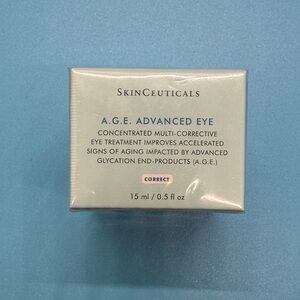 SKINCEUTICALS
A.G.E. ADVANCED EYE
CONCENTRATED MULTI-CORRECTIVE
EYE TREATMENT IMPROVES ACCELERATED
SIGNS OF AGING IMPACTED BY ADVANCED
GLYCATION END-PRODUCTS (A.G.E.)
CORRECT
15 ml / 0.5 fl oz